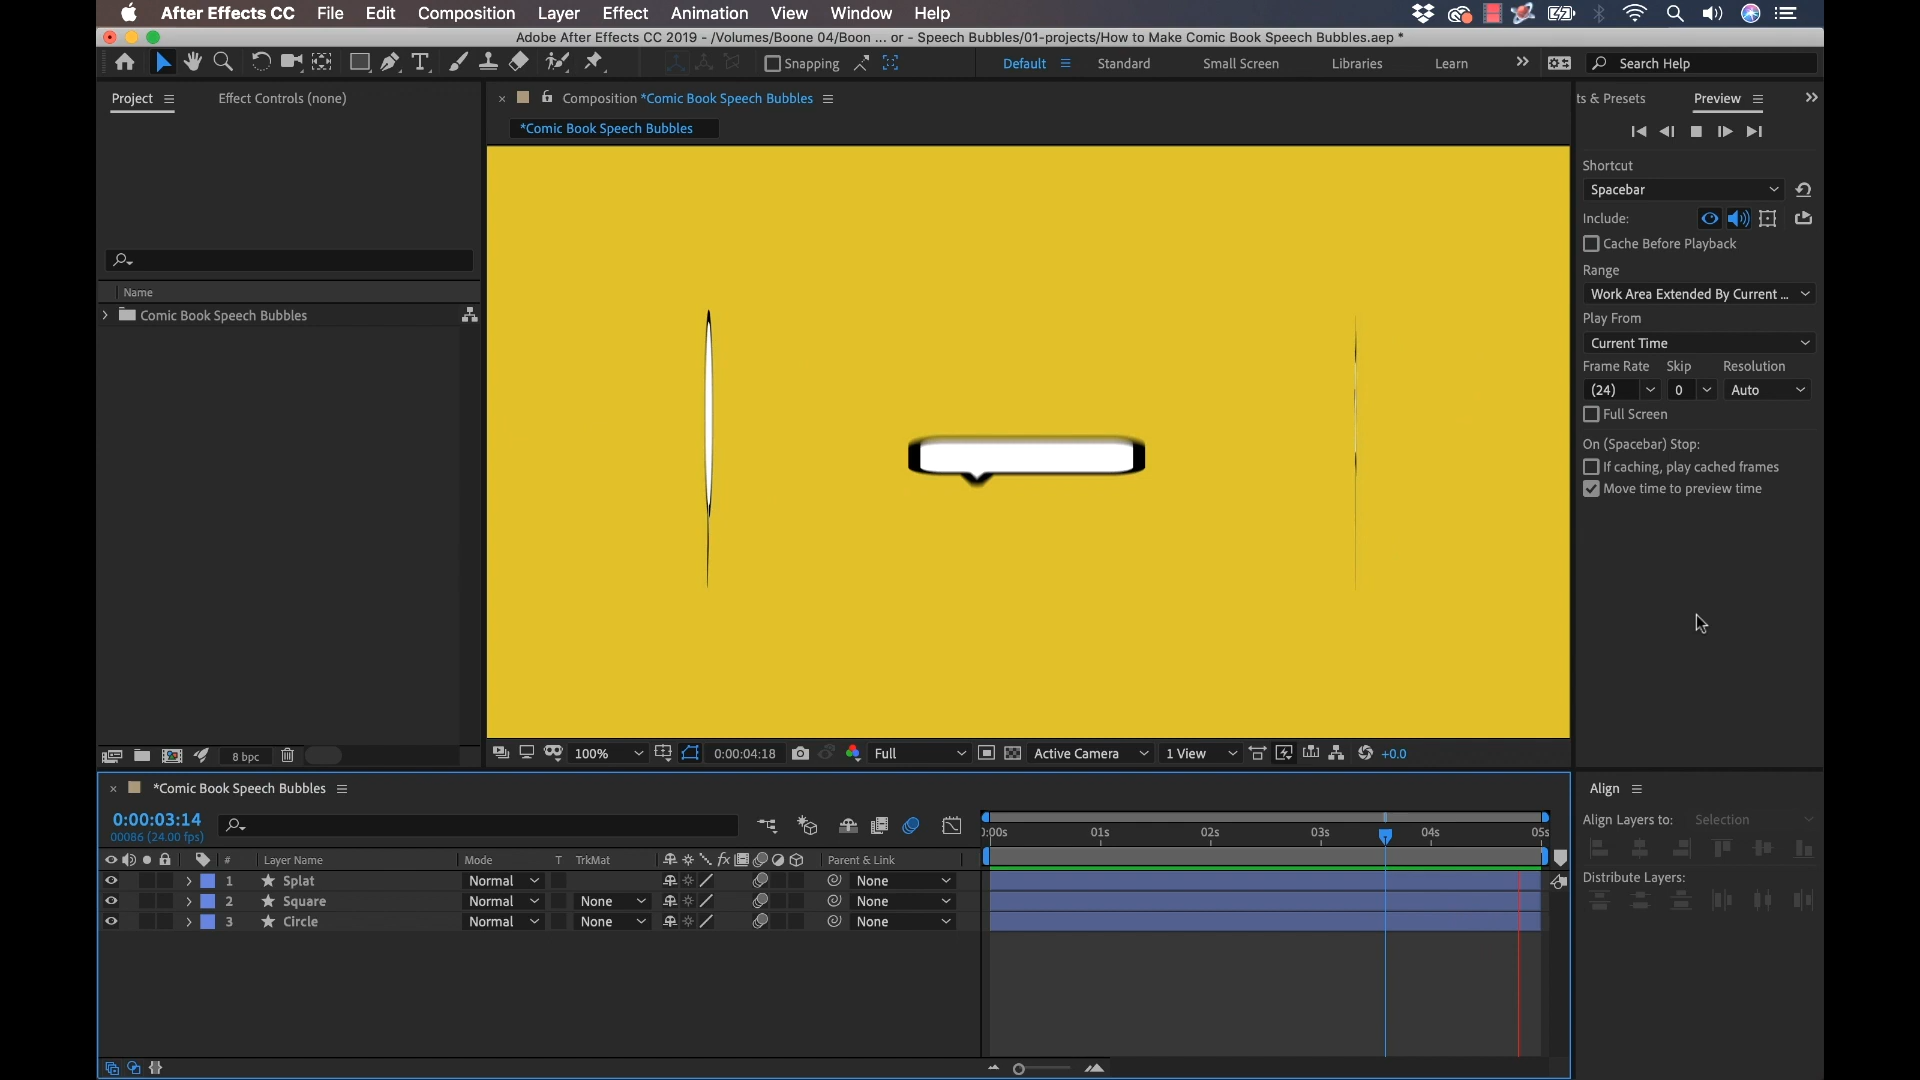 After Effects CC File Edit Composition Layer Effect Animation View Window Help
Adobe After Effects CC 2019 - /Volumes/Boone 04/Boon ... or - Speech Bubbles/01-projects/How to Make Comic Book Speech Bubbles.aep *
Snapping Default Standard Small Screen Libraries Learn Search Help
Project Effect Controls (none) Composition *Comic Book Speech Bubbles ts & Presets Preview
*Comic Book Speech Bubbles
Shortcut
Spacebar
Include:
Cache Before Playback
Range
Name
Work Area Extended By Current ...
Comic Book Speech Bubbles
Play From
Current Time
Frame Rate Skip Resolution
(24) 0 Auto
Full Screen
On (Spacebar) Stop:
If caching, play cached frames
Move time to preview time
8 bpc 100% 0:00:04:18 Full Active Camera 1 View +0.0
*Comic Book Speech Bubbles Align
0:00:03:14 Align Layers to: Selection
00086 (24.00 fps) 0:00s 01s 02s 03s 04s 05s
# Layer Name Mode T TrkMat Parent & Link
Distribute Layers:
1 Splat Normal None
2 Square Normal None None
3 Circle Normal None None